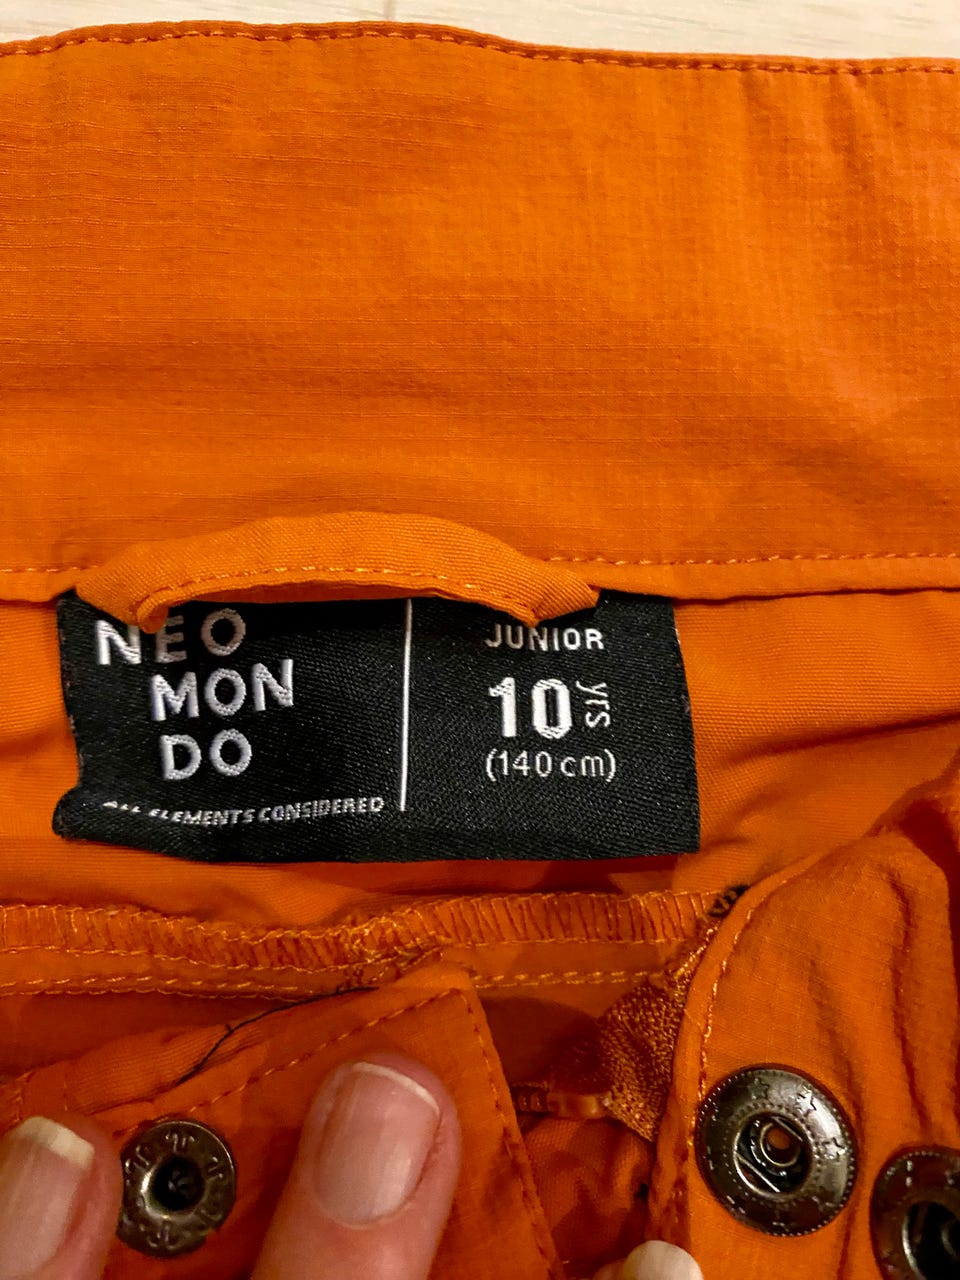 NEO
MON
DO
ALL ELEMENTS CONSIDERED
JUNIOR
10 yrs
(140 cm)